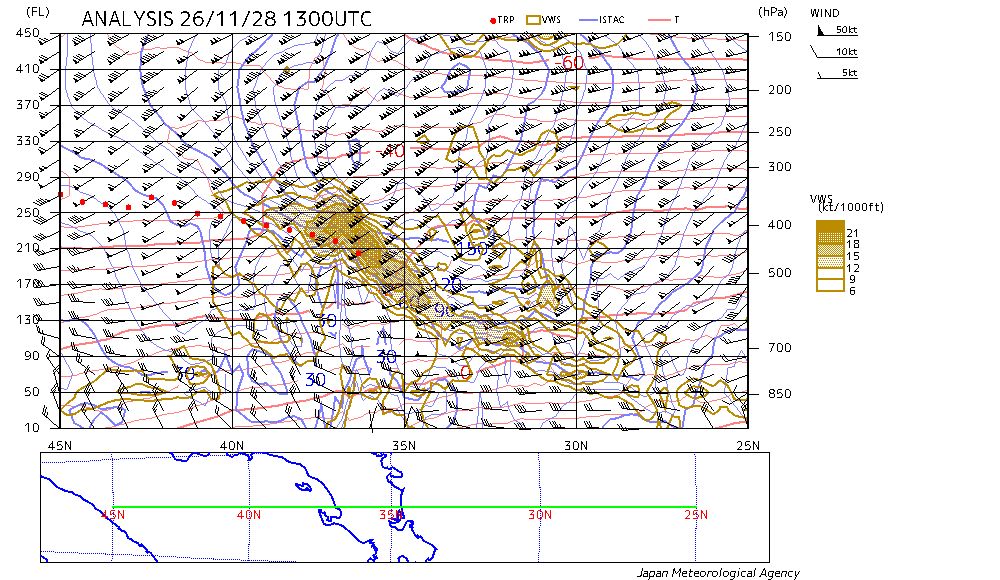 (FL) ANALYSIS 26/11/28 1300UTC TRP VWS ISTAC T (hPa) WIND
450 150 50kt
10kt
410 -60 5kt
370 200
330 250
-40
290 300
VWS
(kt/1000ft)
250 400
21
210 150 18
15
500 12
170 120 9
90 6
130 60
90 30 700
0
30 30
50 850
10
45N 40N 35N 30N 25N
45N 40N 35N 30N 25N
Japan Meteorological Agency